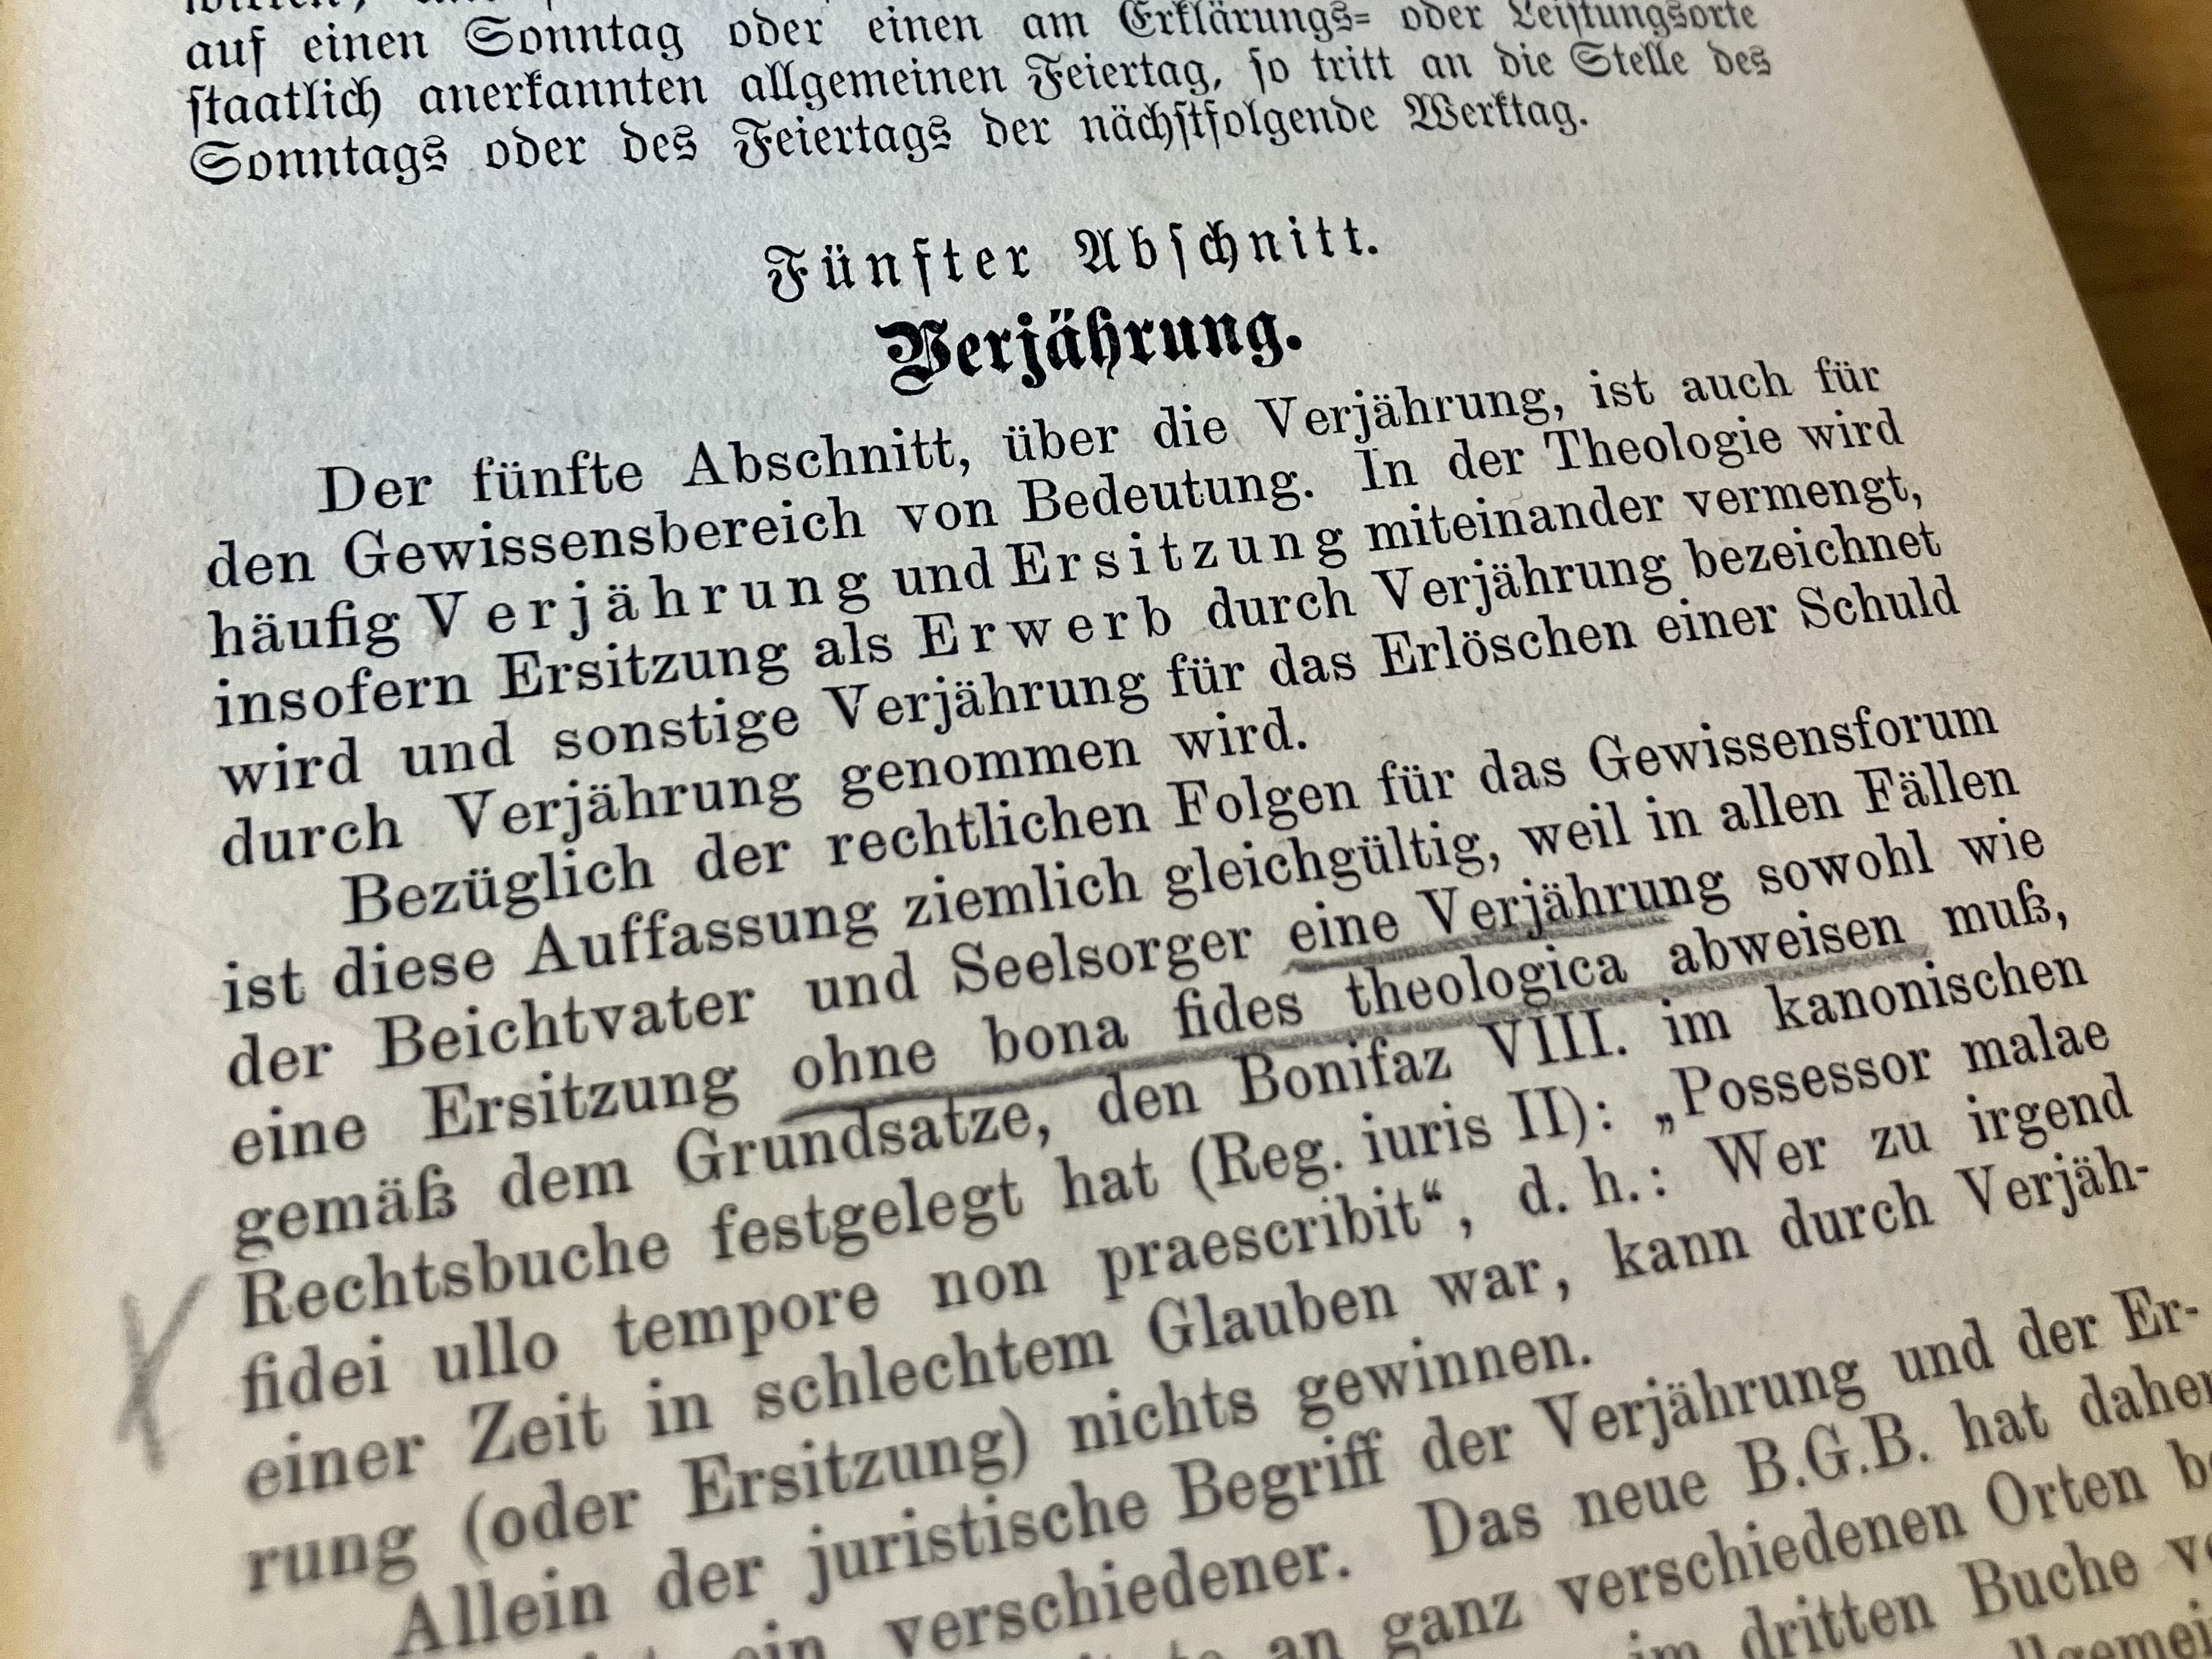 auf einen Sonntag oder einen am Erklärungs= oder Leistungsorte
staatlich anerkannten allgemeinen Feiertag, so tritt an die Stelle des
Sonntags oder des Feiertags der nächstfolgende Werktag.
Fünfter Abschnitt.
Verjährung.
Der fünfte Abschnitt, über die Verjährung, ist auch für
den Gewissensbereich von Bedeutung. In der Theologie wird
häufig Verjährung und Ersitzung miteinander vermengt,
insofern Ersitzung als Erwerb durch Verjährung bezeichnet
wird und sonstige Verjährung für das Erlöschen einer Schuld
durch Verjährung genommen wird.
Bezüglich der rechtlichen Folgen für das Gewissensforum
ist diese Auffassung ziemlich gleichgültig, weil in allen Fällen
der Beichtvater und Seelsorger eine Verjährung sowohl wie
eine Ersitzung ohne bona fides theologica abweisen muß,
gemäß dem Grundsatze, den Bonifaz VIII. im kanonischen
Rechtsbuche festgelegt hat (Reg. iuris II): „Possessor malae
fidei ullo tempore non praescribit“, d. h.: Wer zu irgend
einer Zeit in schlechtem Glauben war, kann durch Verjäh-
rung (oder Ersitzung) nichts gewinnen.
Allein der juristische Begriff der Verjährung und der Er-
ein verschiedener. Das neue B.G.B. hat daher
an ganz verschiedenen Orten
im dritten Buche